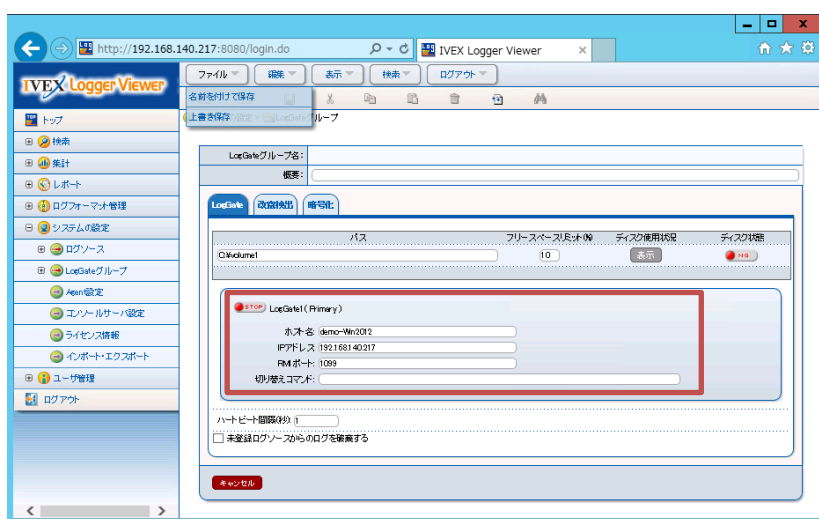 http://192.168.140.217:8080/login.do
IVEX Logger Viewer
IVEX Logger Viewer
ファイル 編集 表示 検索 ログアウト
名前を付けて保存
上書き保存
LogGateグループ
トップ
検索
集計
レポート
ログフォーマット管理
システムの設定
ログソース
LogGateグループ
Agent設定
コンソールサーバ設定
ライセンス情報
インポート・エクスポート
ユーザ管理
ログアウト
LogGateグループ名:
概要:
LogGate 改竄検出 暗号化
パス フリースペースリミット(%) ディスク使用状況 ディスク状態
C:¥volume1 10 表示 NG
STOP LogGate1(Primary)
ホスト名: demo-Win2012
IPアドレス: 192.168.140.217
RMIポート: 1099
切り替えコマンド:
ハートビート間隔(秒): 1
未登録ログソースからのログを破棄する
キャンセル